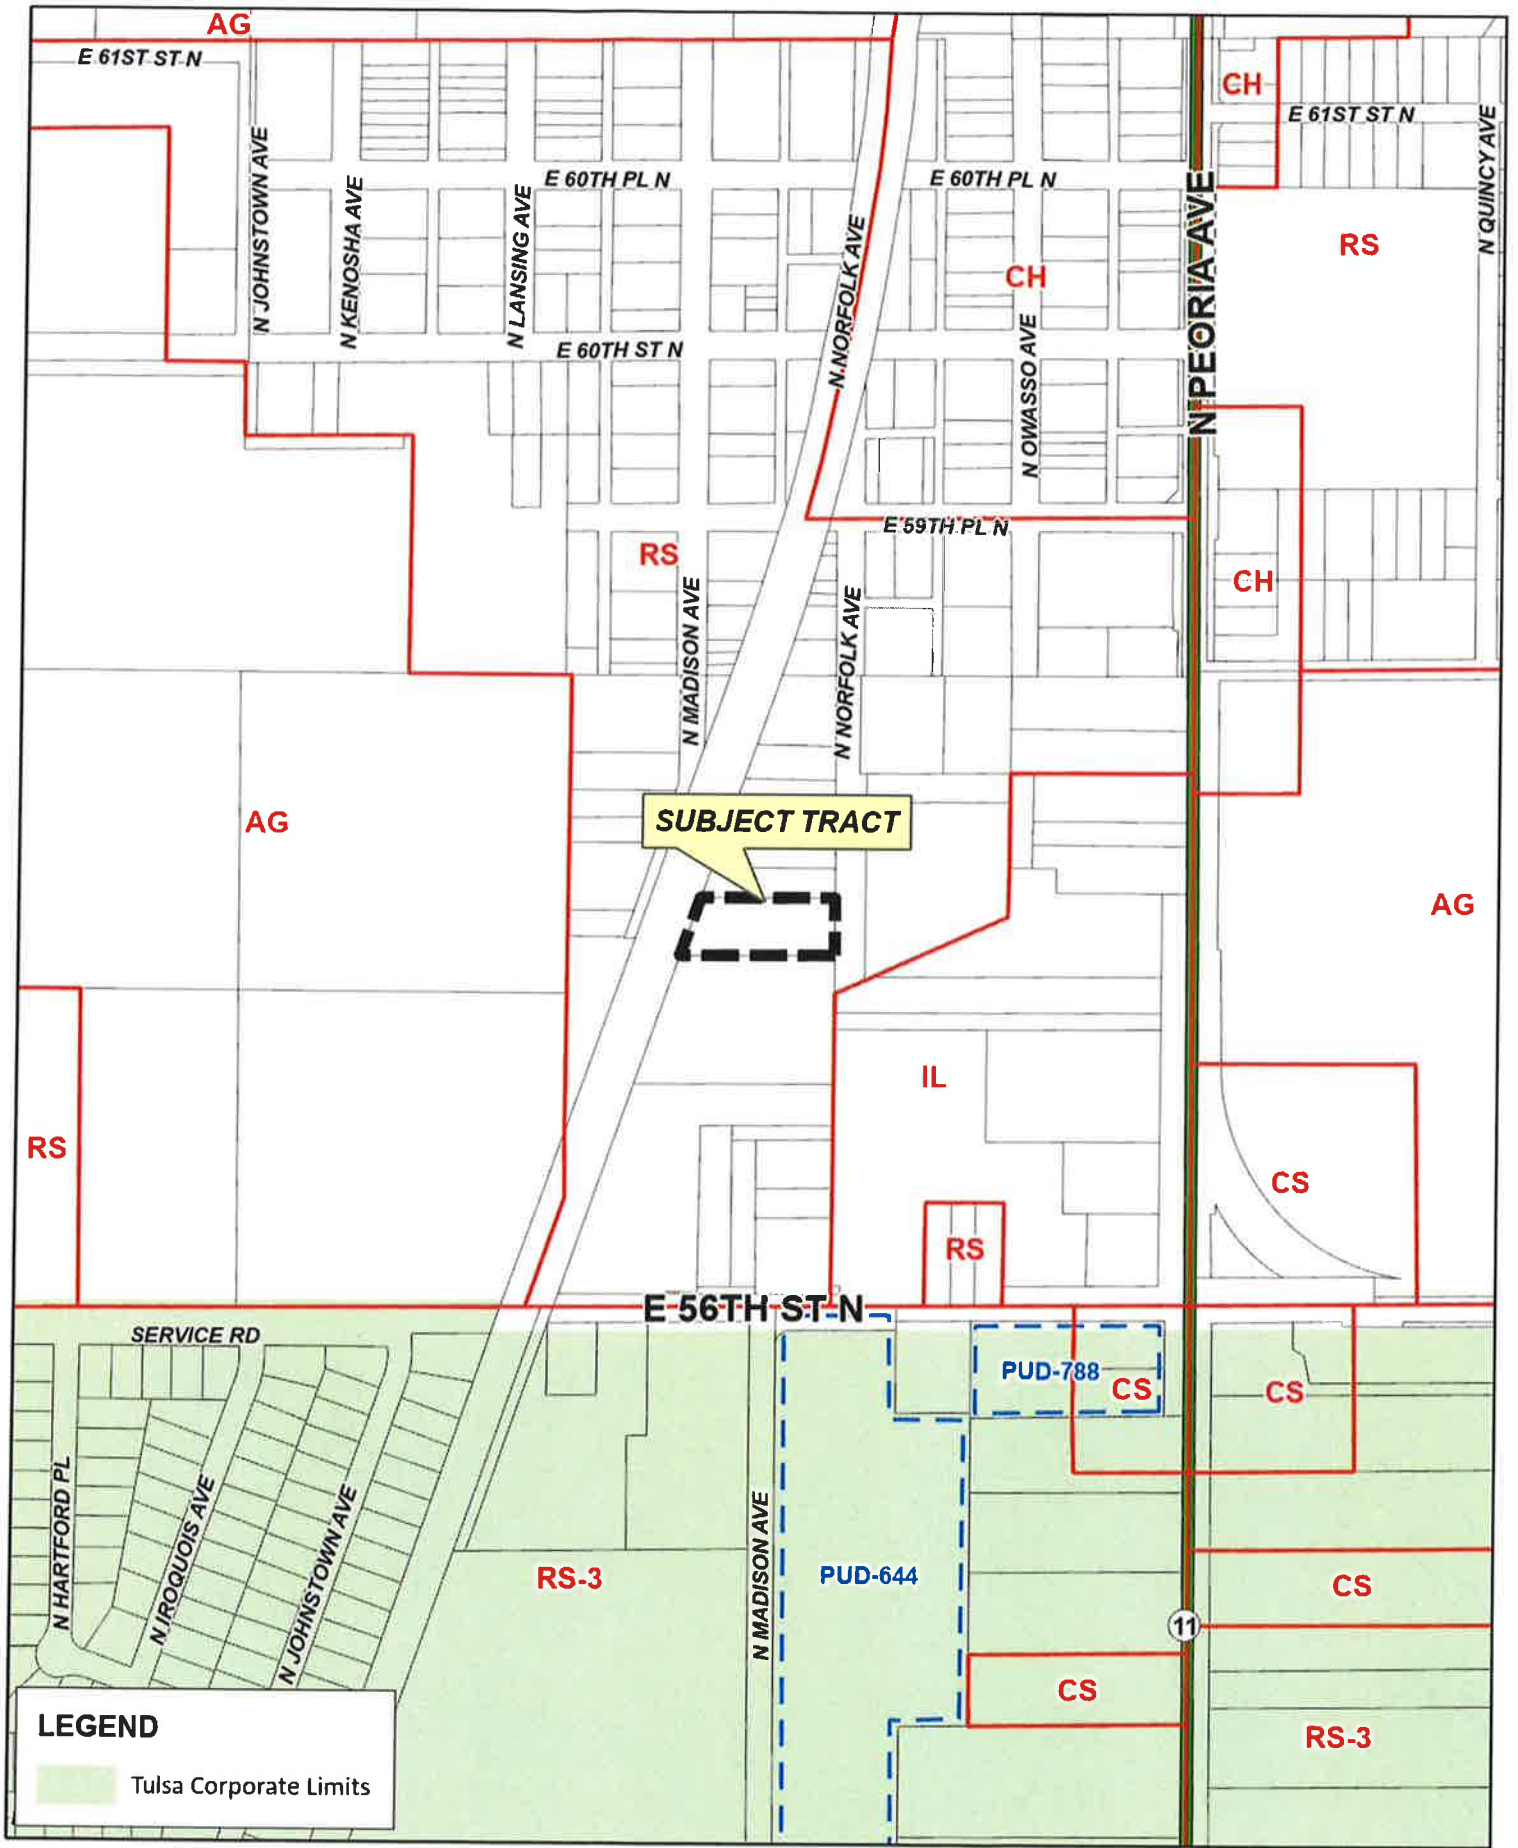 AG
E 61ST ST N
CH
E 61ST ST N
N JOHNSTOWN AVE
N KENOSHA AVE
N LANSING AVE
E 60TH PL N
N NORFOLK AVE
E 60TH PL N
N PEORIA AVE
N QUINCY AVE
RS
CH
E 60TH ST N
N OWASSO AVE
E 59TH PL N
RS
CH
N MADISON AVE
N NORFOLK AVE
AG
SUBJECT TRACT
AG
IL
RS
CS
RS
E 56TH ST N
SERVICE RD
PUD-788
CS
CS
N HARTFORD PL
N IROQUOIS AVE
N JOHNSTOWN AVE
N MADISON AVE
RS-3
PUD-644
CS
11
CS
RS-3
LEGEND
Tulsa Corporate Limits